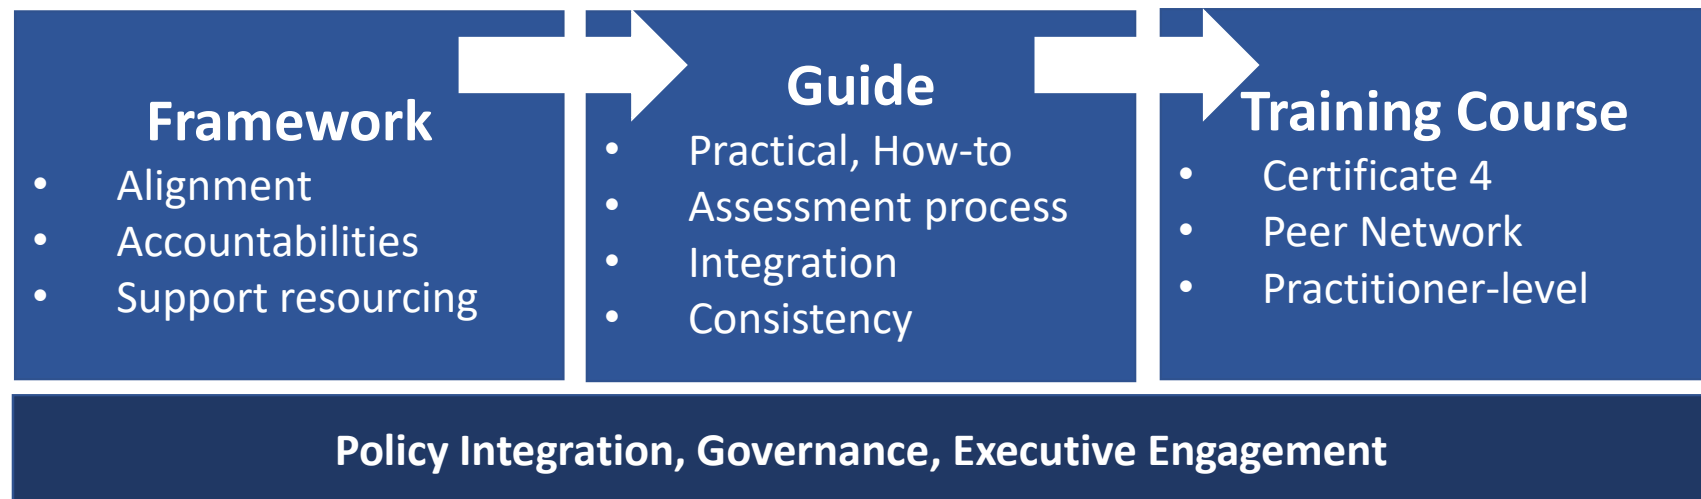 Framework
• Alignment
• Accountabilities
• Support resourcing
Guide
• Practical, How-to
• Assessment process
• Integration
• Consistency
Training Course
• Certificate 4
• Peer Network
• Practitioner-level
Policy Integration, Governance, Executive Engagement